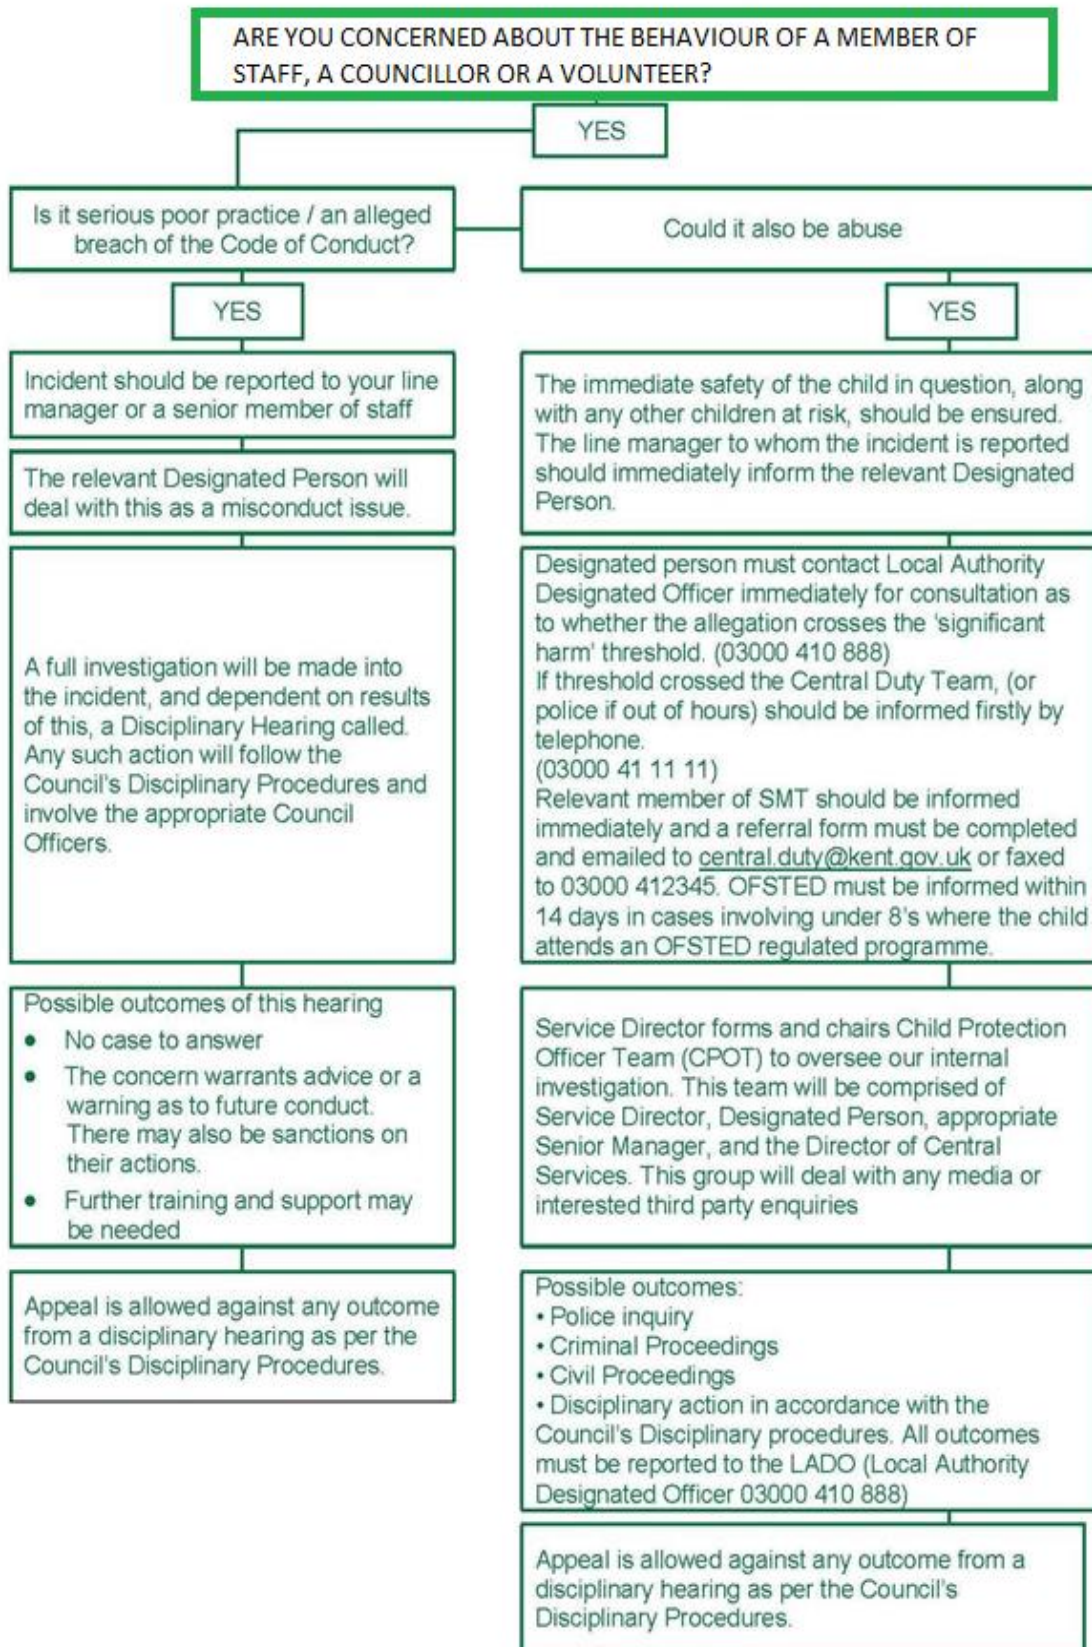 ARE YOU CONCERNED ABOUT THE BEHAVIOUR OF A MEMBER OF
STAFF, A COUNCILLOR OR A VOLUNTEER?
YES
Is it serious poor practice / an alleged
breach of the Code of Conduct?
Could it also be abuse
YES
YES
Incident should be reported to your line
manager or a senior member of staff
The relevant Designated Person will
deal with this as a misconduct issue.
A full investigation will be made into
the incident, and dependent on results
of this, a Disciplinary Hearing called.
Any such action will follow the
Council's Disciplinary Procedures and
involve the appropriate Council
Officers.
Possible outcomes of this hearing
• No case to answer
• The concern warrants advice or a
warning as to future conduct.
There may also be sanctions on
their actions.
• Further training and support may
be needed
Appeal is allowed against any outcome
from a disciplinary hearing as per the
Council's Disciplinary Procedures.
The immediate safety of the child in question, along
with any other children at risk, should be ensured.
The line manager to whom the incident is reported
should immediately inform the relevant Designated
Person.
Designated person must contact Local Authority
Designated Officer immediately for consultation as
to whether the allegation crosses the 'significant
harm' threshold. (03000 410 888)
If threshold crossed the Central Duty Team, (or
police if out of hours) should be informed firstly by
telephone.
(03000 41 11 11)
Relevant member of SMT should be informed
immediately and a referral form must be completed
and emailed to central.duty@kent.gov.uk or faxed
to 03000 412345. OFSTED must be informed within
14 days in cases involving under 8's where the child
attends an OFSTED regulated programme.
Service Director forms and chairs Child Protection
Officer Team (CPOT) to oversee our internal
investigation. This team will be comprised of
Service Director, Designated Person, appropriate
Senior Manager, and the Director of Central
Services. This group will deal with any media or
interested third party enquiries
Possible outcomes:
• Police inquiry
• Criminal Proceedings
• Civil Proceedings
• Disciplinary action in accordance with the
Council's Disciplinary procedures. All outcomes
must be reported to the LADO (Local Authority
Designated Officer 03000 410 888)
Appeal is allowed against any outcome from a
disciplinary hearing as per the Council's
Disciplinary Procedures.